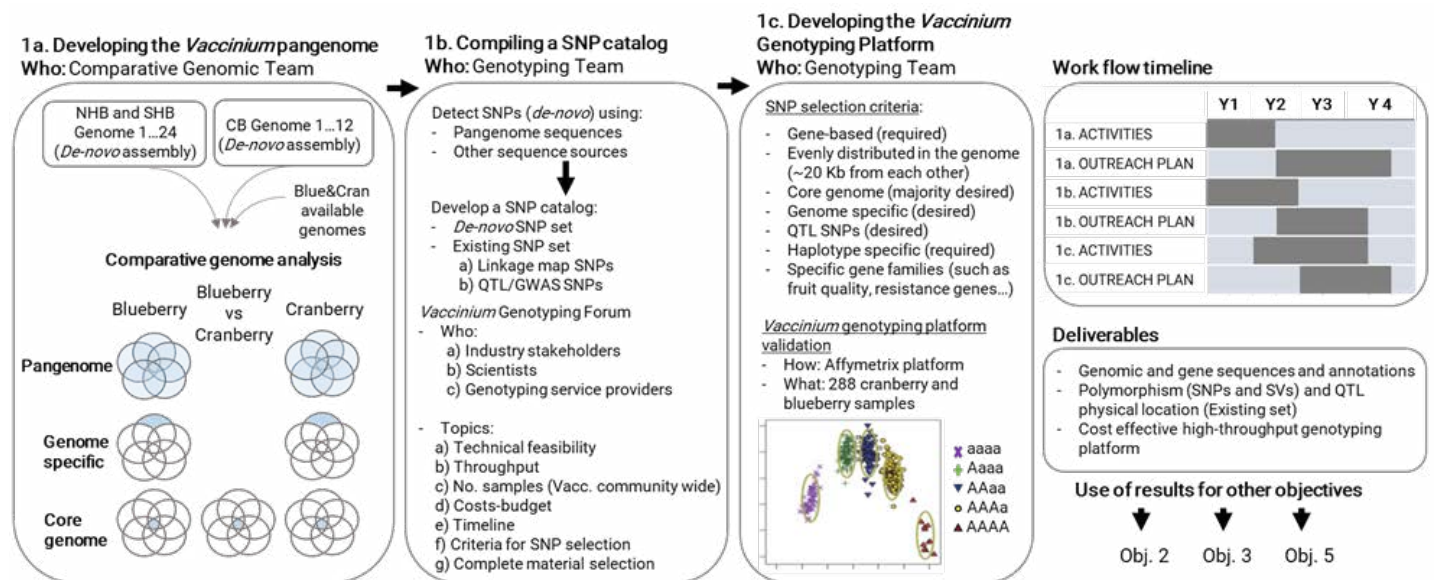 1a. Developing the Vaccinium pangenome
Who: Comparative Genomic Team
NHB and SHB
Genome 1...24
(De-novo assembly)
CB Genome 1...12
(De-novo assembly)
Blue&Cran
available
genomes
Comparative genome analysis
Blueberry
Blueberry
vs
Cranberry
Cranberry
Pangenome
Genome
specific
Core
genome
1b. Compiling a SNP catalog
Who: Genotyping Team
Detect SNPs (de-novo) using:
- Pangenome sequences
- Other sequence sources
Develop a SNP catalog:
- De-novo SNP set
- Existing SNP set
a) Linkage map SNPs
b) QTL/GWAS SNPs
Vaccinium Genotyping Forum
- Who:
a) Industry stakeholders
b) Scientists
c) Genotyping service providers
- Topics:
a) Technical feasibility
b) Throughput
c) No. samples (Vacc. community wide)
d) Costs-budget
e) Timeline
f) Criteria for SNP selection
g) Complete material selection
1c. Developing the Vaccinium
Genotyping Platform
Who: Genotyping Team
SNP selection criteria:
- Gene-based (required)
- Evenly distributed in the genome
(~20 Kb from each other)
- Core genome (majority desired)
- Genome specific (desired)
- QTL SNPs (desired)
- Haplotype specific (required)
- Specific gene families (such as
fruit quality, resistance genes...)
Vaccinium genotyping platform
validation
- How: Affymetrix platform
- What: 288 cranberry and
blueberry samples
aaaa
Aaaa
AAaa
AAAa
AAAA
Work flow timeline
Y1 Y2 Y3 Y 4
1a. ACTIVITIES
1a. OUTREACH PLAN
1b. ACTIVITIES
1b. OUTREACH PLAN
1c. ACTIVITIES
1c. OUTREACH PLAN
Deliverables
- Genomic and gene sequences and annotations
- Polymorphism (SNPs and SVs) and QTL
physical location (Existing set)
- Cost effective high-throughput genotyping
platform
Use of results for other objectives
Obj. 2 Obj. 3 Obj. 5